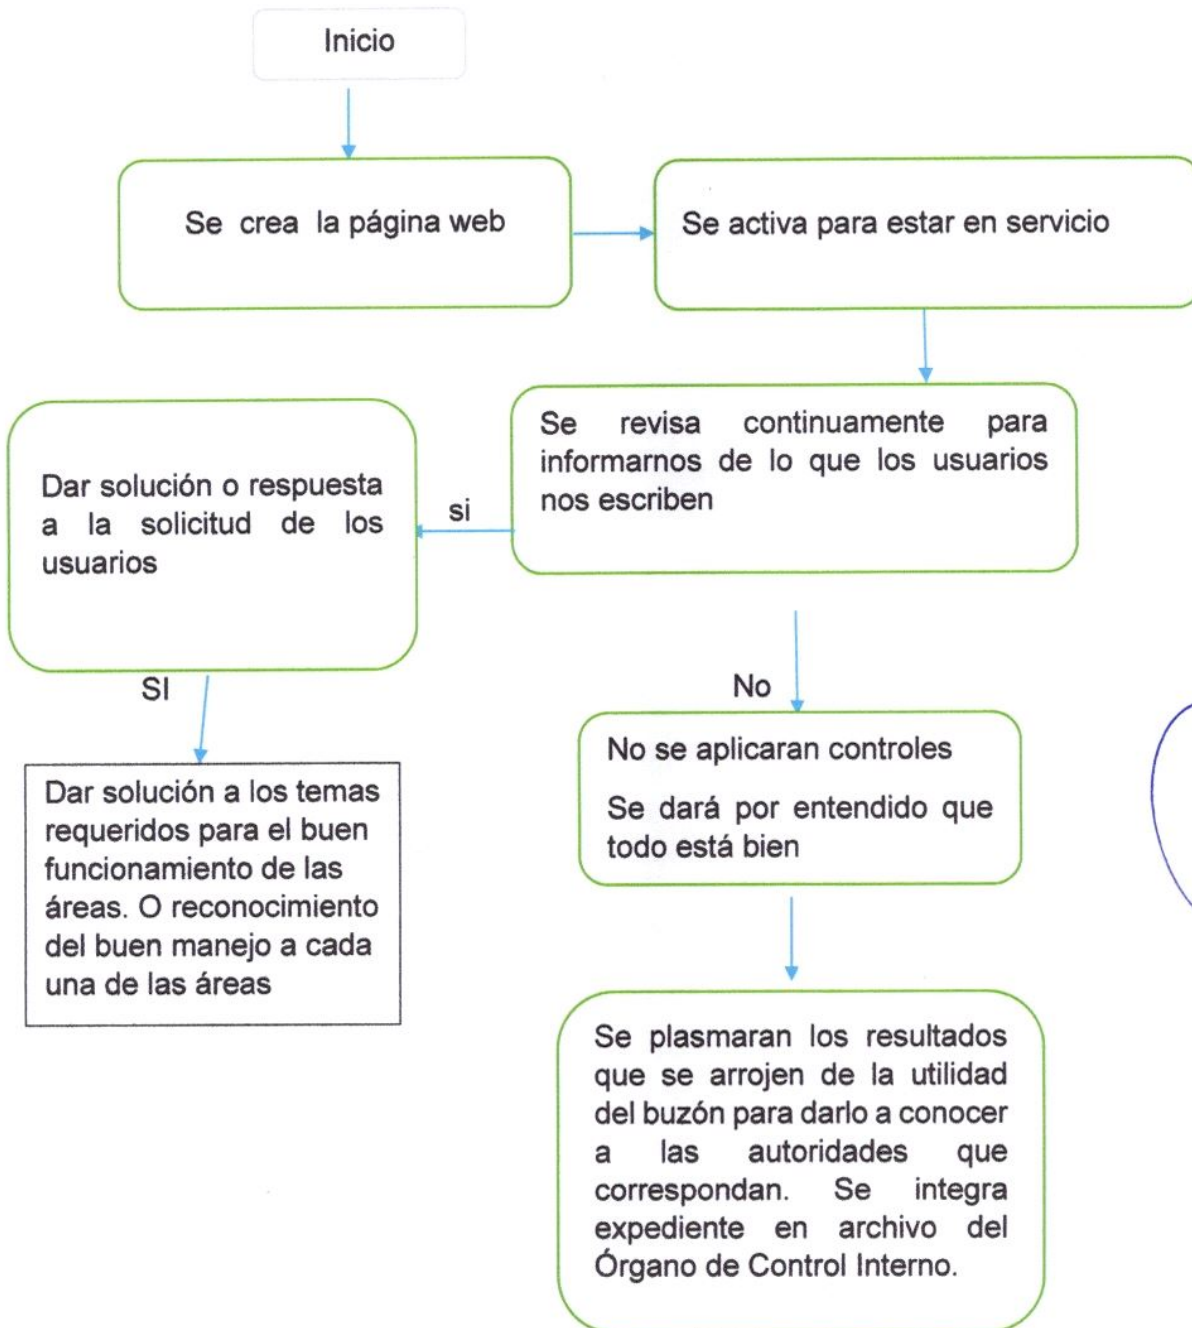 Inicio
Se crea la página web
Se activa para estar en servicio
Se revisa continuamente para
informarnos de lo que los usuarios
nos escriben
si
Dar solución o respuesta
a la solicitud de los
usuarios
SI
Dar solución a los temas
requeridos para el buen
funcionamiento de las
áreas. O reconocimiento
del buen manejo a cada
una de las áreas
No
No se aplicaran controles
Se dará por entendido que
todo está bien
Se plasmaran los resultados
que se arrojen de la utilidad
del buzón para darlo a conocer
a las autoridades que
correspondan. Se integra
expediente en archivo del
Órgano de Control Interno.